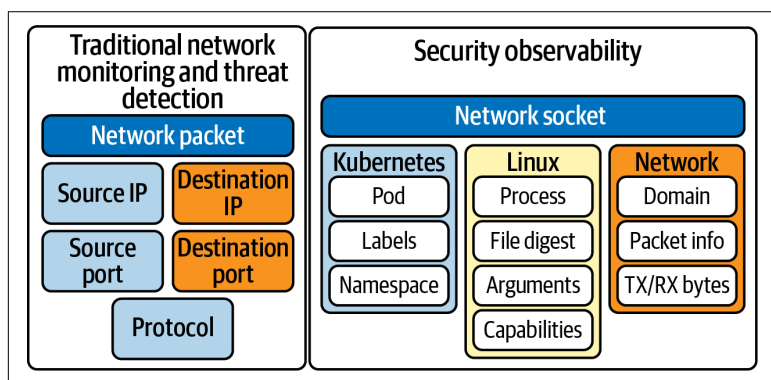 Traditional network
monitoring and threat
detection
Network packet
Source IP
Destination
IP
Source
port
Destination
port
Protocol
Security observability
Network socket
Kubernetes
Pod
Labels
Namespace
Linux
Process
File digest
Arguments
Capabilities
Network
Domain
Packet info
TX/RX bytes